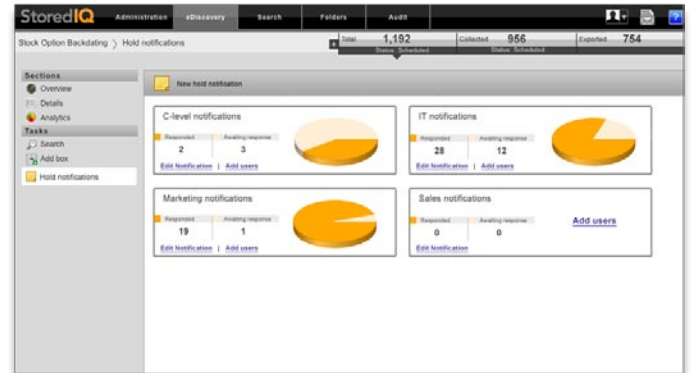 StoredIQ Administration eDiscovery Search Folders Audit
Stock Option Backdating Hold notifications Total 1,192 Collected 956 Exported 754
Status: Scheduled Status: Scheduled
Sections
Overview
Details
Analytics
Tasks
Search
Add box
Hold notifications
New hold notification
C-level notifications
Responded Awaiting response
2 3
Edit Notification | Add users
IT notifications
Responded Awaiting response
28 12
Edit Notification | Add users
Marketing notifications
Responded Awaiting response
19 1
Edit Notification | Add users
Sales notifications
Responded Awaiting response
0 0
Add users
Edit Notification